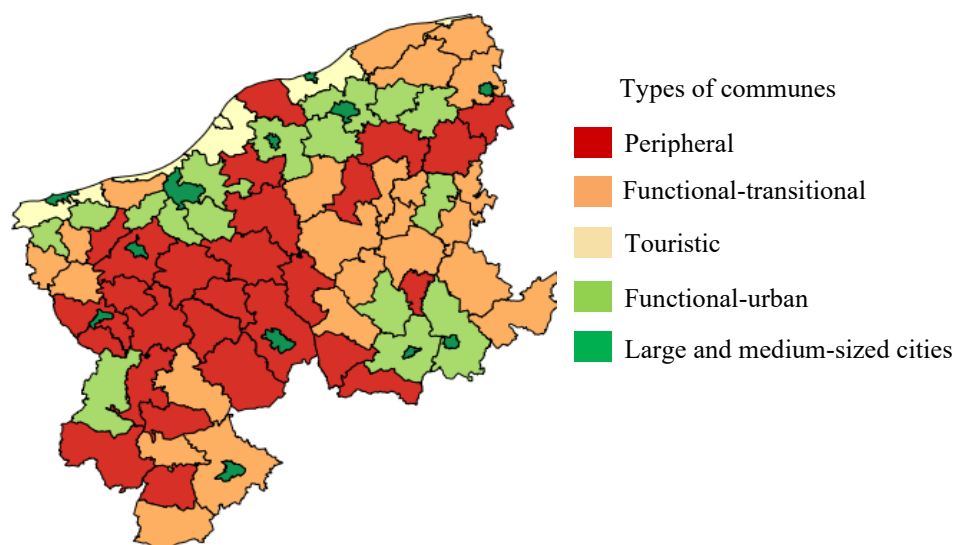 Types of communes
Peripheral
Functional-transitional
Touristic
Functional-urban
Large and medium-sized cities